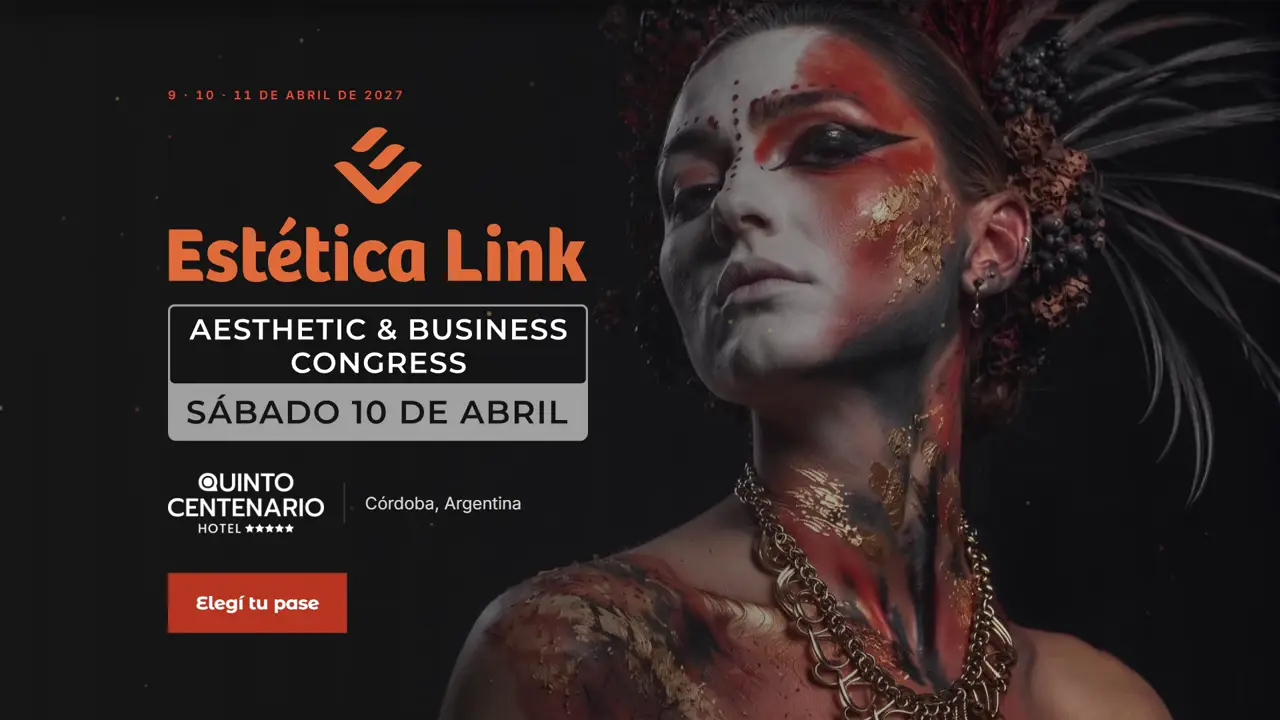 9 · 10 · 11 DE ABRIL DE 2027
Estética Link
AESTHETIC & BUSINESS
CONGRESS
SÁBADO 10 DE ABRIL
QUINTO
CENTENARIO
HOTEL ★★★★★
Córdoba, Argentina
Elegí tu pase